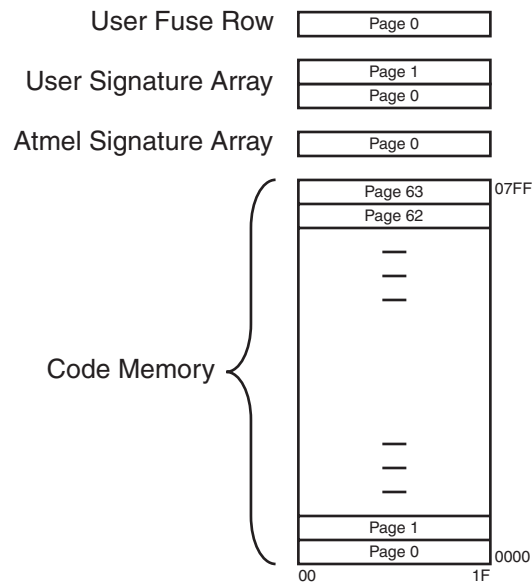 User Fuse Row
Page 0
User Signature Array
Page 1
Page 0
Atmel Signature Array
Page 0
Code Memory
Page 63
07FF
Page 62
Page 1
Page 0
0000
00
1F